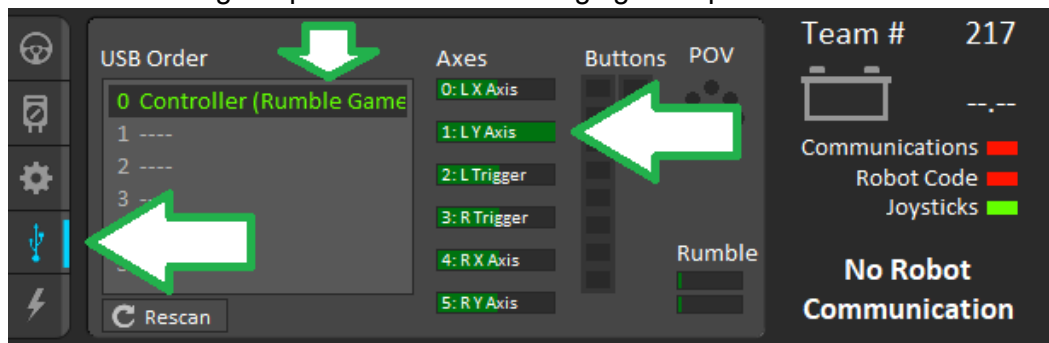 USB Order
0 Controller (Rumble Game
1 ----
2 ----
3
Rescan
Axes
0: L X Axis
1: L Y Axis
2: L Trigger
3: R Trigger
4: R X Axis
5: R Y Axis
Buttons
POV
Rumble
Team # 217
--.--
Communications
Robot Code
Joysticks
No Robot
Communication